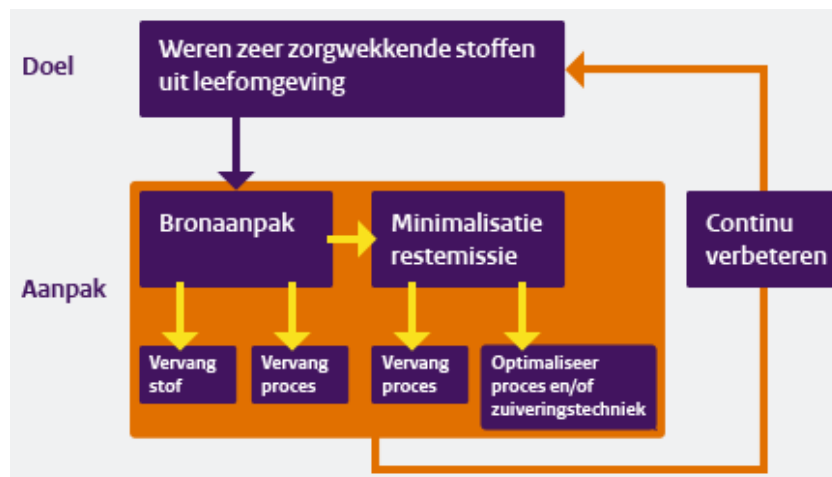 Doel
Weren zeer zorgwekkende stoffen
uit leefomgeving
Aanpak
Bronaanpak
Minimalisatie
restemissie
Continu
verbeteren
Vervang
stof
Vervang
proces
Vervang
proces
Optimaliseer
proces en/of
zuiveringstechniek